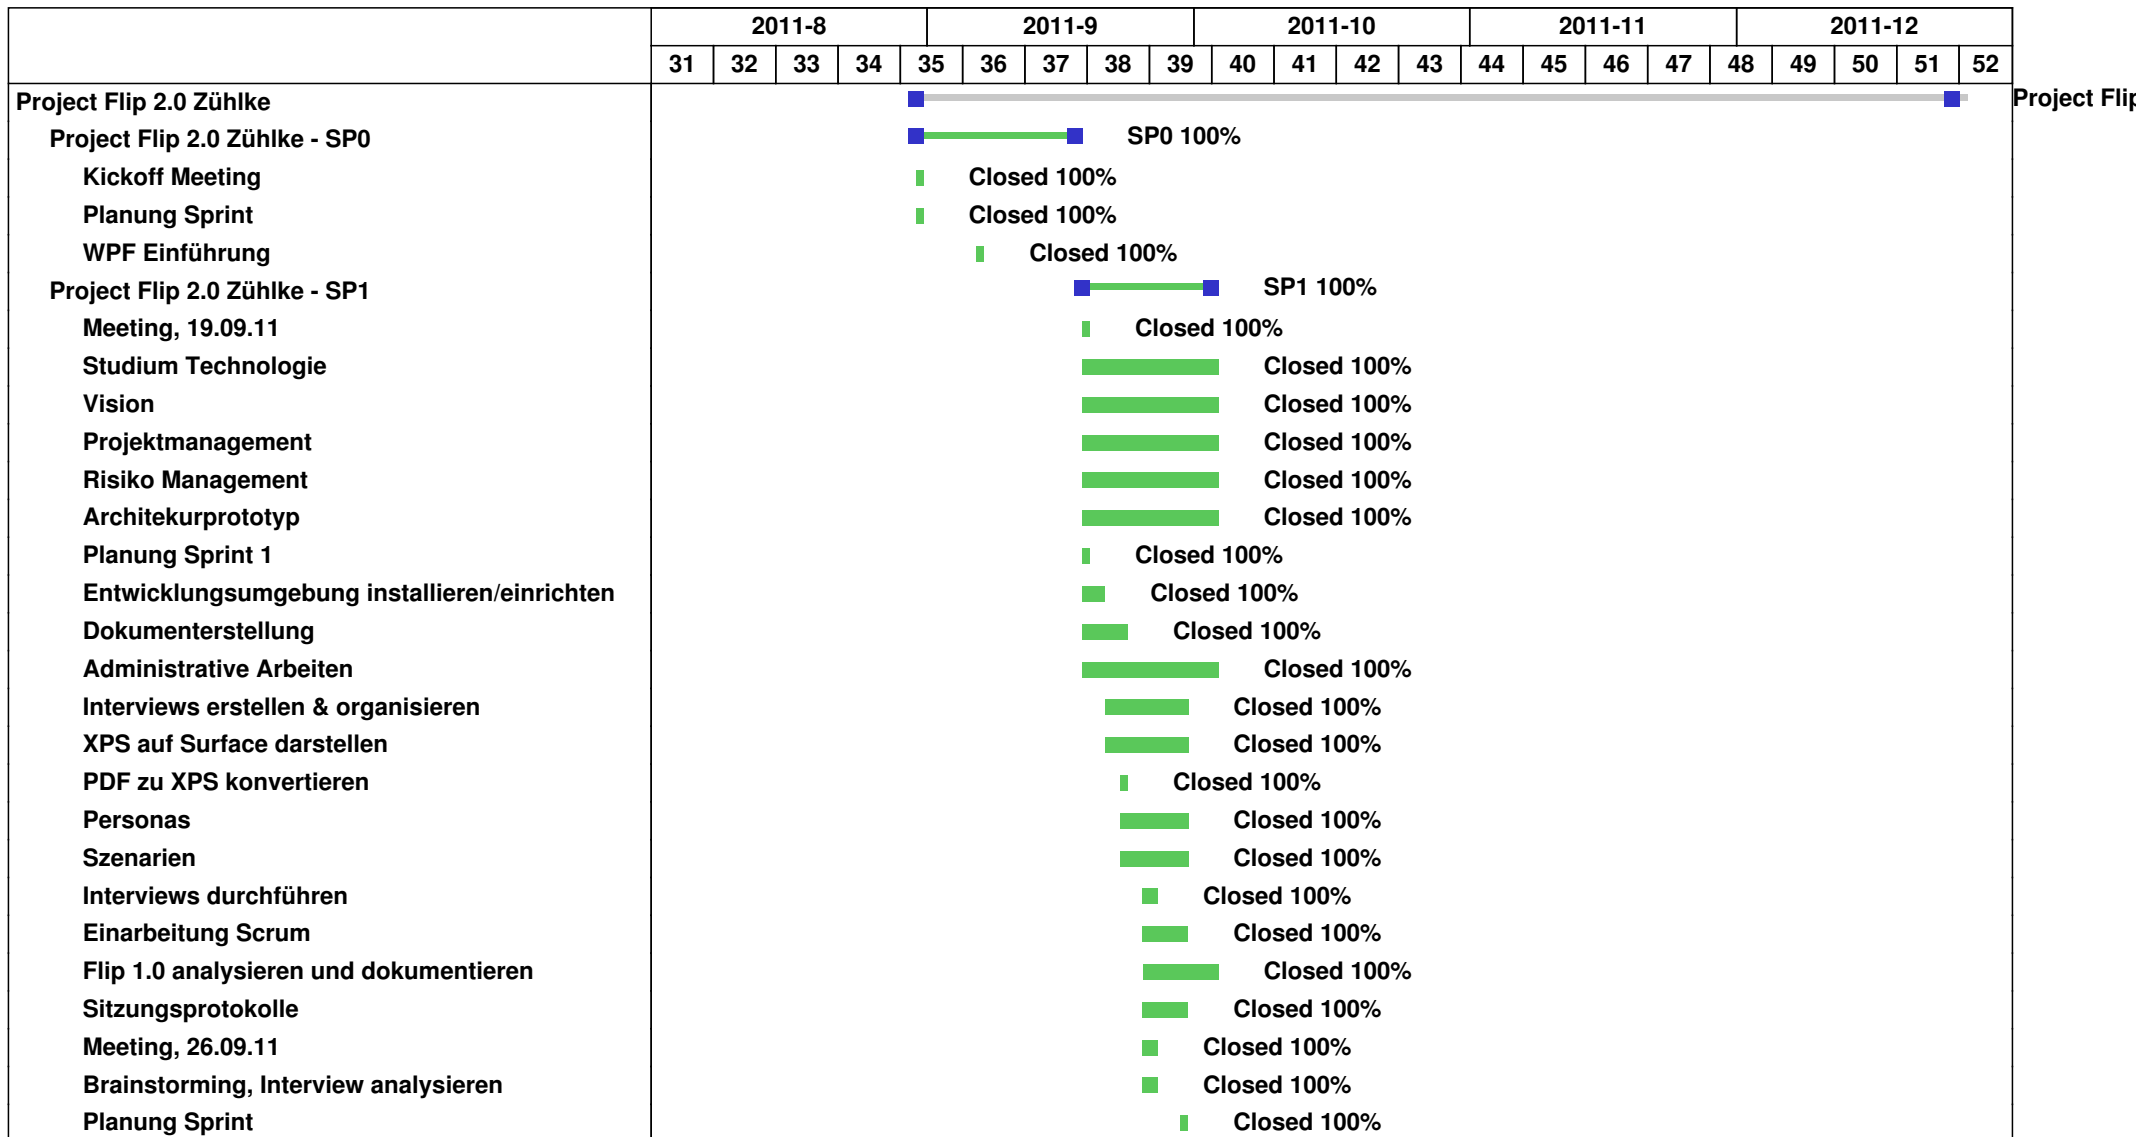 2011-8 2011-9 2011-10 2011-11 2011-12
31 32 33 34 35 36 37 38 39 40 41 42 43 44 45 46 47 48 49 50 51 52
Project Flip 2.0 Zühlke Project Flip
Project Flip 2.0 Zühlke - SP0 SP0 100%
Kickoff Meeting Closed 100%
Planung Sprint Closed 100%
WPF Einführung Closed 100%
Project Flip 2.0 Zühlke - SP1 SP1 100%
Meeting, 19.09.11 Closed 100%
Studium Technologie Closed 100%
Vision Closed 100%
Projektmanagement Closed 100%
Risiko Management Closed 100%
Architekurprototyp Closed 100%
Planung Sprint 1 Closed 100%
Entwicklungsumgebung installieren/einrichten Closed 100%
Dokumenterstellung Closed 100%
Administrative Arbeiten Closed 100%
Interviews erstellen & organisieren Closed 100%
XPS auf Surface darstellen Closed 100%
PDF zu XPS konvertieren Closed 100%
Personas Closed 100%
Szenarien Closed 100%
Interviews durchführen Closed 100%
Einarbeitung Scrum Closed 100%
Flip 1.0 analysieren und dokumentieren Closed 100%
Sitzungsprotokolle Closed 100%
Meeting, 26.09.11 Closed 100%
Brainstorming, Interview analysieren Closed 100%
Planung Sprint Closed 100%